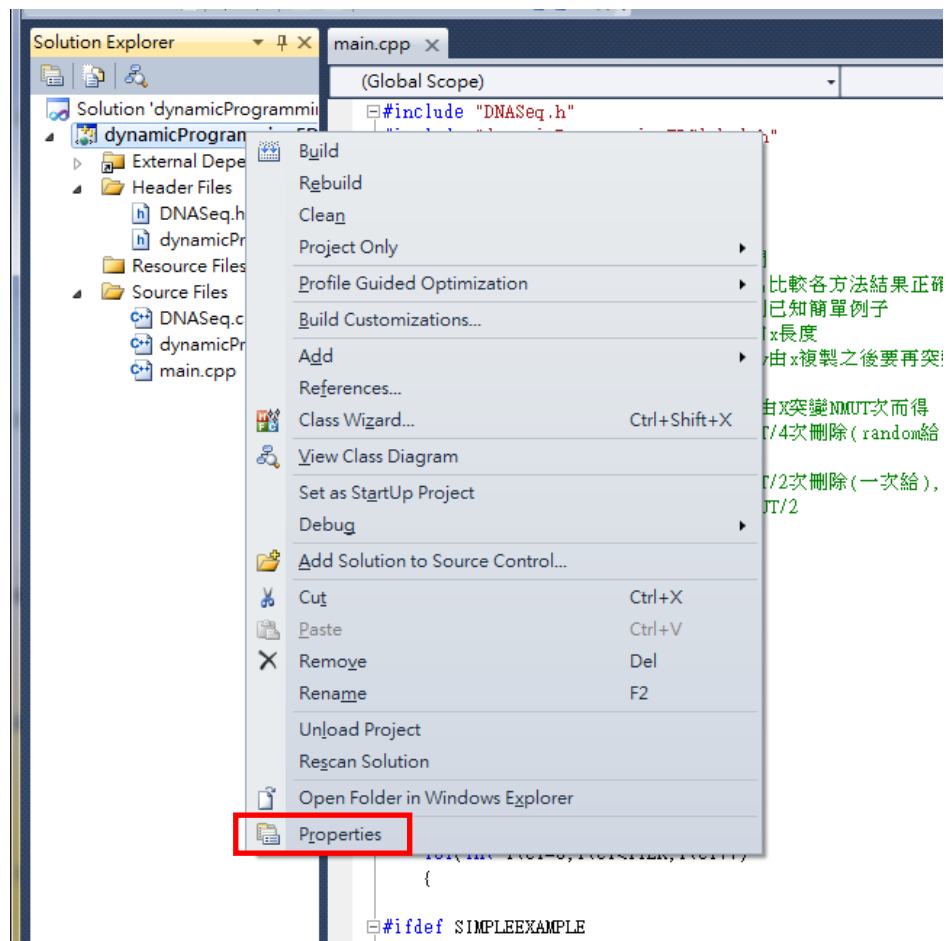 Solution Explorer
main.cpp
(Global Scope)
Solution 'dynamicProgrammin
dynamicProgram
External Depe
Header Files
DNASeq.h
dynamicPr
Resource Files
Source Files
DNASeq.c
dynamicPr
main.cpp
Build
Rebuild
Clean
Project Only
Profile Guided Optimization
Build Customizations...
Add
References...
Class Wizard... Ctrl+Shift+X
View Class Diagram
Set as StartUp Project
Debug
Add Solution to Source Control...
Cut Ctrl+X
Paste Ctrl+V
Remove Del
Rename F2
Unload Project
Rescan Solution
Open Folder in Windows Explorer
Properties
#include "DNASeq.h"
比較各方法結果正確
已知簡單例子
x長度
由x複製之後要再突變
由X突變NMUT次而得
/4次刪除(random給
T/2次刪除(一次給),
UT/2
{
#ifdef SIMPLEEXAMPLE